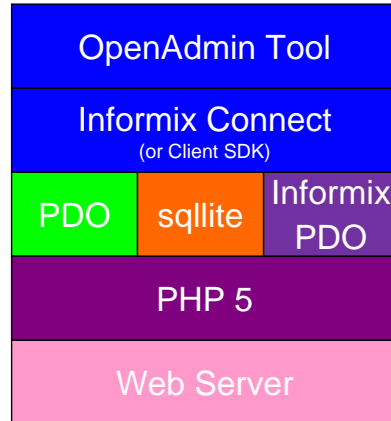 OpenAdmin Tool
Informix Connect
(or Client SDK)
PDO
sqllite
Informix
PDO
PHP 5
Web Server